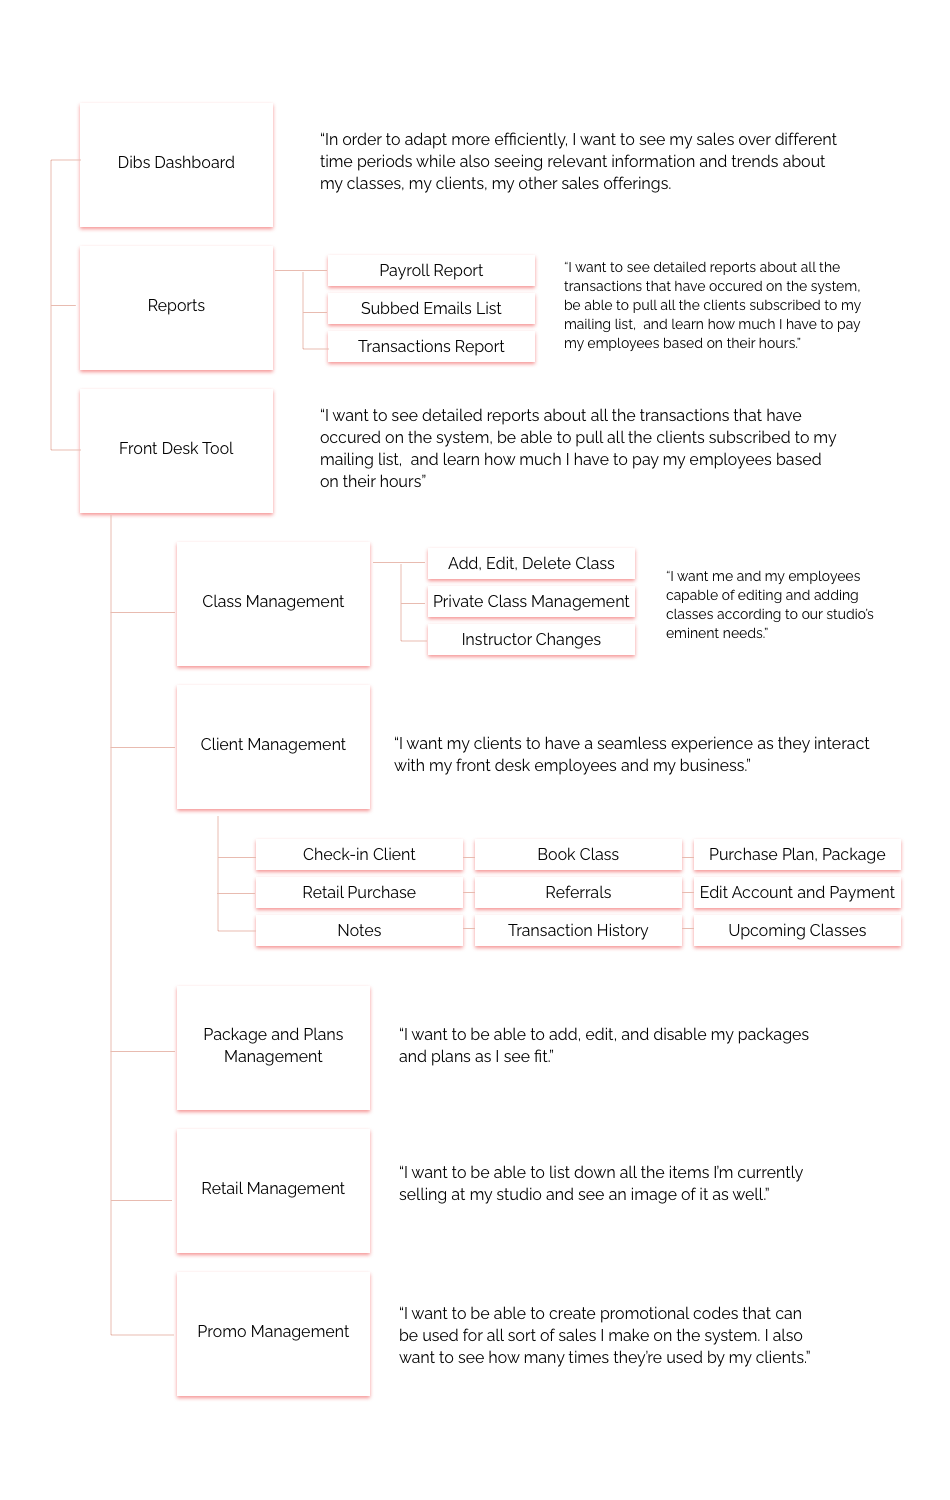 Dibs Dashboard
“In order to adapt more efficiently, I want to see my sales over different
time periods while also seeing relevant information and trends about
my classes, my clients, my other sales offerings.
Reports
Payroll Report
Subbed Emails List
Transactions Report
“I want to see detailed reports about all the
transactions that have occured on the system,
be able to pull all the clients subscribed to my
mailing list,  and learn how much I have to pay
my employees based on their hours.”
Front Desk Tool
“I want to see detailed reports about all the transactions that have
occured on the system, be able to pull all the clients subscribed to my
mailing list,  and learn how much I have to pay my employees based
on their hours”
Class Management
Add, Edit, Delete Class
Private Class Management
Instructor Changes
“I want me and my employees
capable of editing and adding
classes according to our studio’s
eminent needs.”
Client Management
“I want my clients to have a seamless experience as they interact
with my front desk employees and my business.”
Check-in Client
Book Class
Purchase Plan, Package
Retail Purchase
Referrals
Edit Account and Payment
Notes
Transaction History
Upcoming Classes
Package and Plans
Management
“I want to be able to add, edit, and disable my packages
and plans as I see fit.”
Retail Management
“I want to be able to list down all the items I’m currently
selling at my studio and see an image of it as well.”
Promo Management
“I want to be able to create promotional codes that can
be used for all sort of sales I make on the system. I also
want to see how many times they’re used by my clients.”